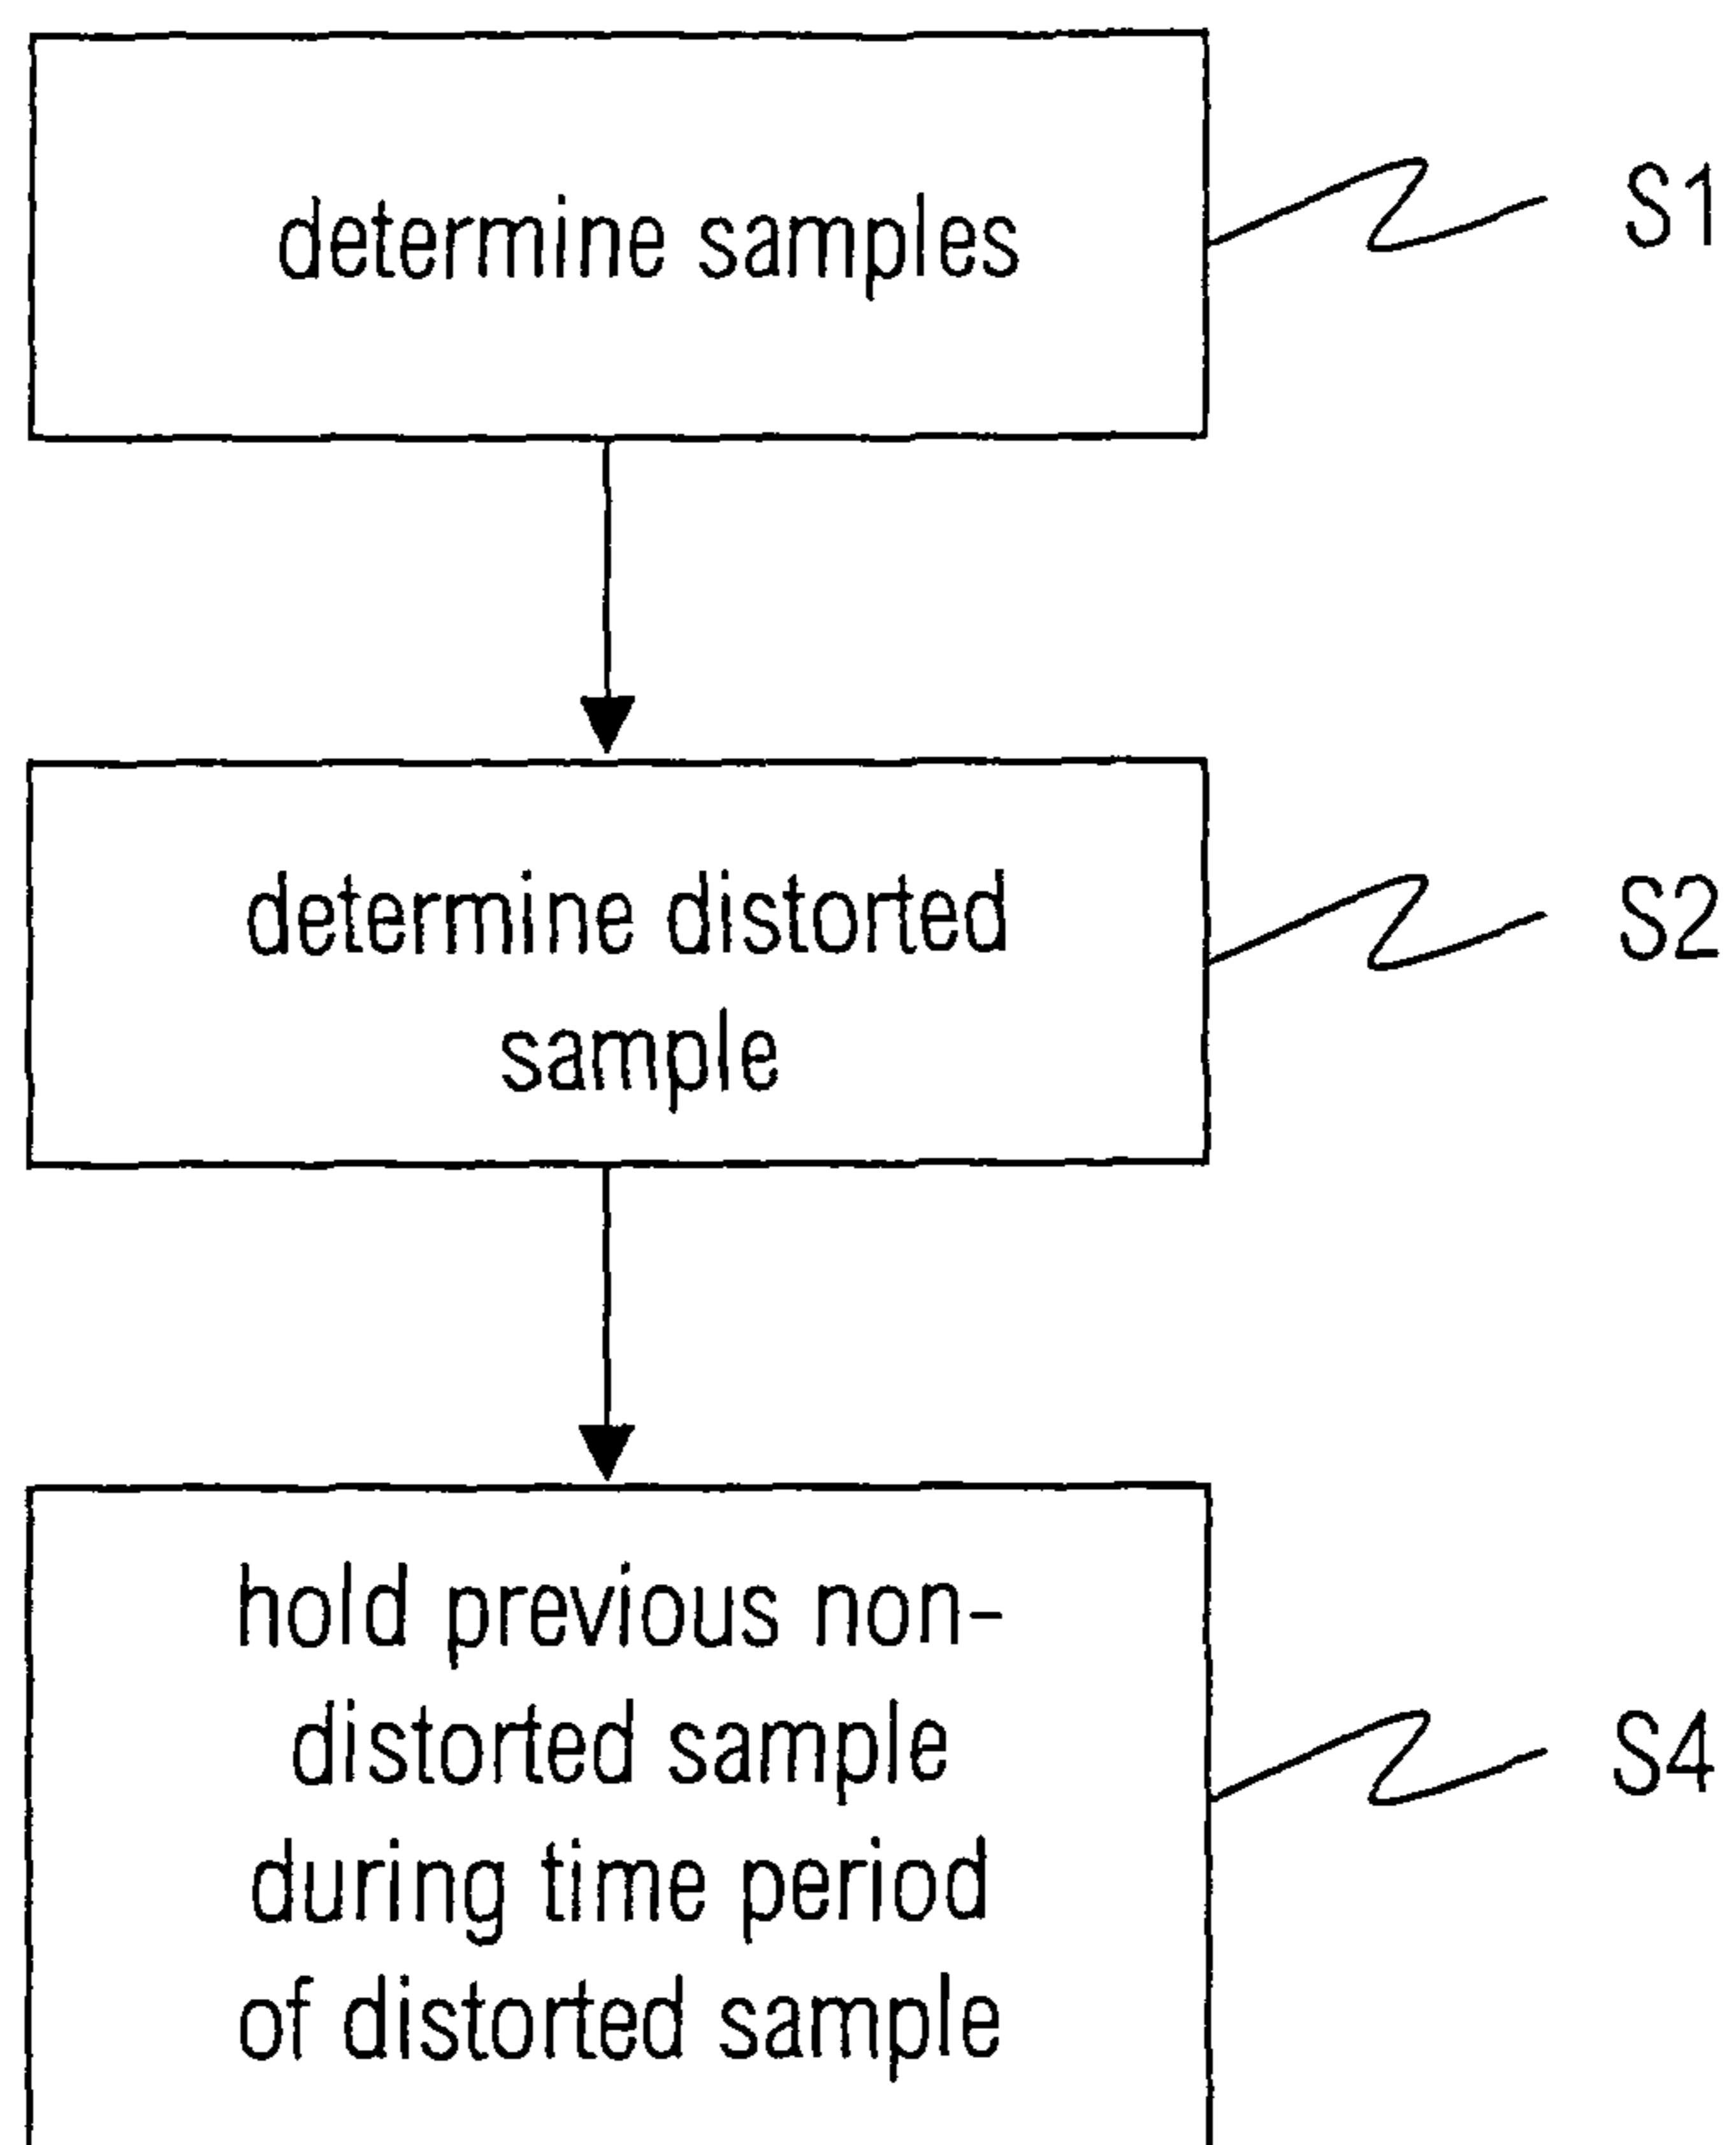 determine samples
S1
determine distorted
sample
S2
hold previous non-
distorted sample
during time period
of distorted sample
S4